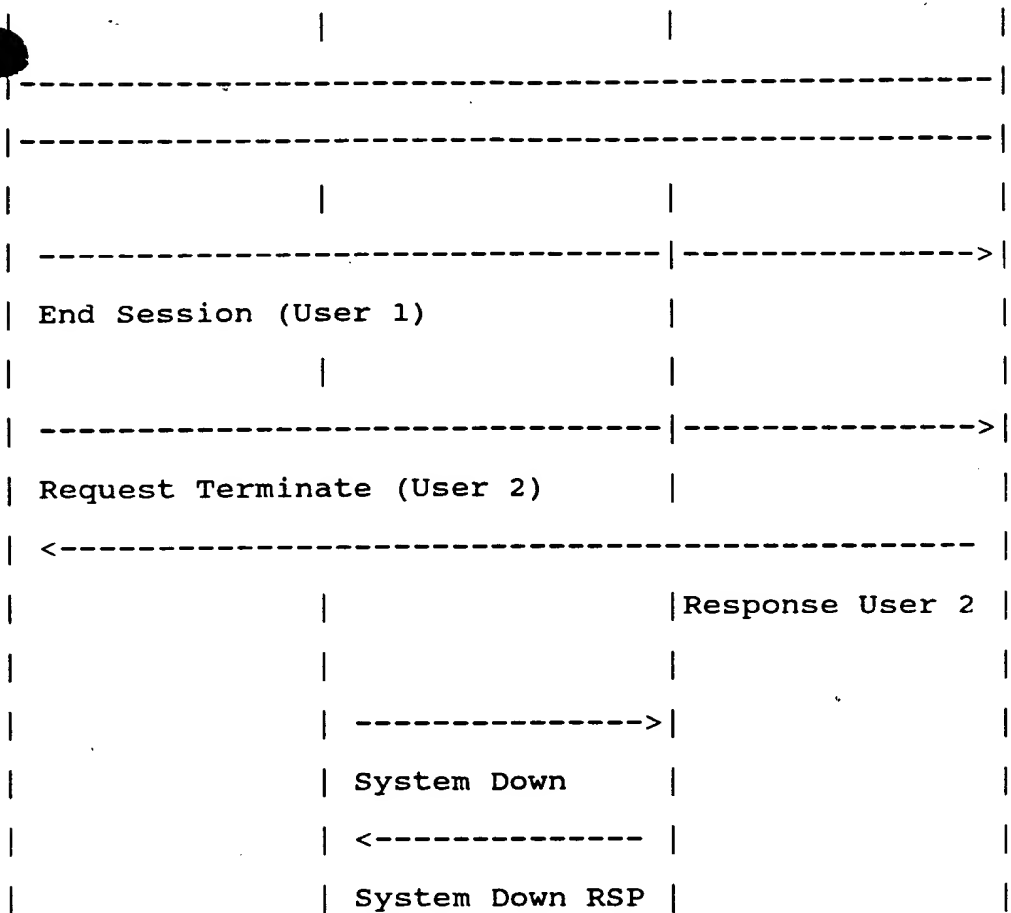 End Session (User 1)
Request Terminate (User 2)
Response User 2
System Down
System Down RSP